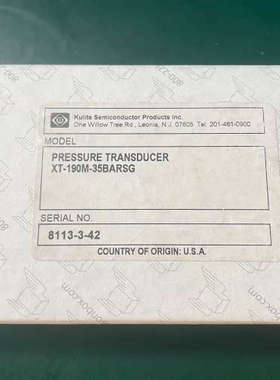 Kulite Semiconductor Products Inc.
One Willow Tree Rd., Leonia, N.J. 07605 Tel: 201-461-0900
MODEL
PRESSURE TRANSDUCER
XT-190M-35BARSG
SERIAL NO.
8113-3-42
COUNTRY OF ORIGIN: U.S.A.